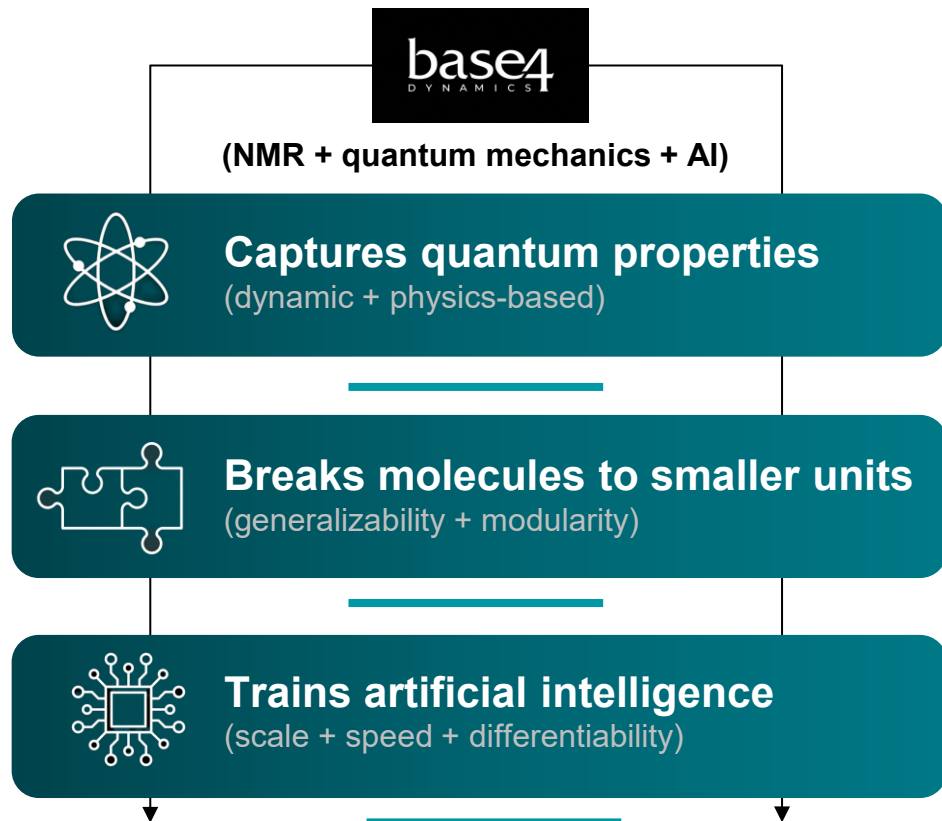 base4
DYNAMICS
(NMR + quantum mechanics + AI)
Captures quantum properties
(dynamic + physics-based)
Breaks molecules to smaller units
(generalizability + modularity)
Trains artificial intelligence
(scale + speed + differentiability)